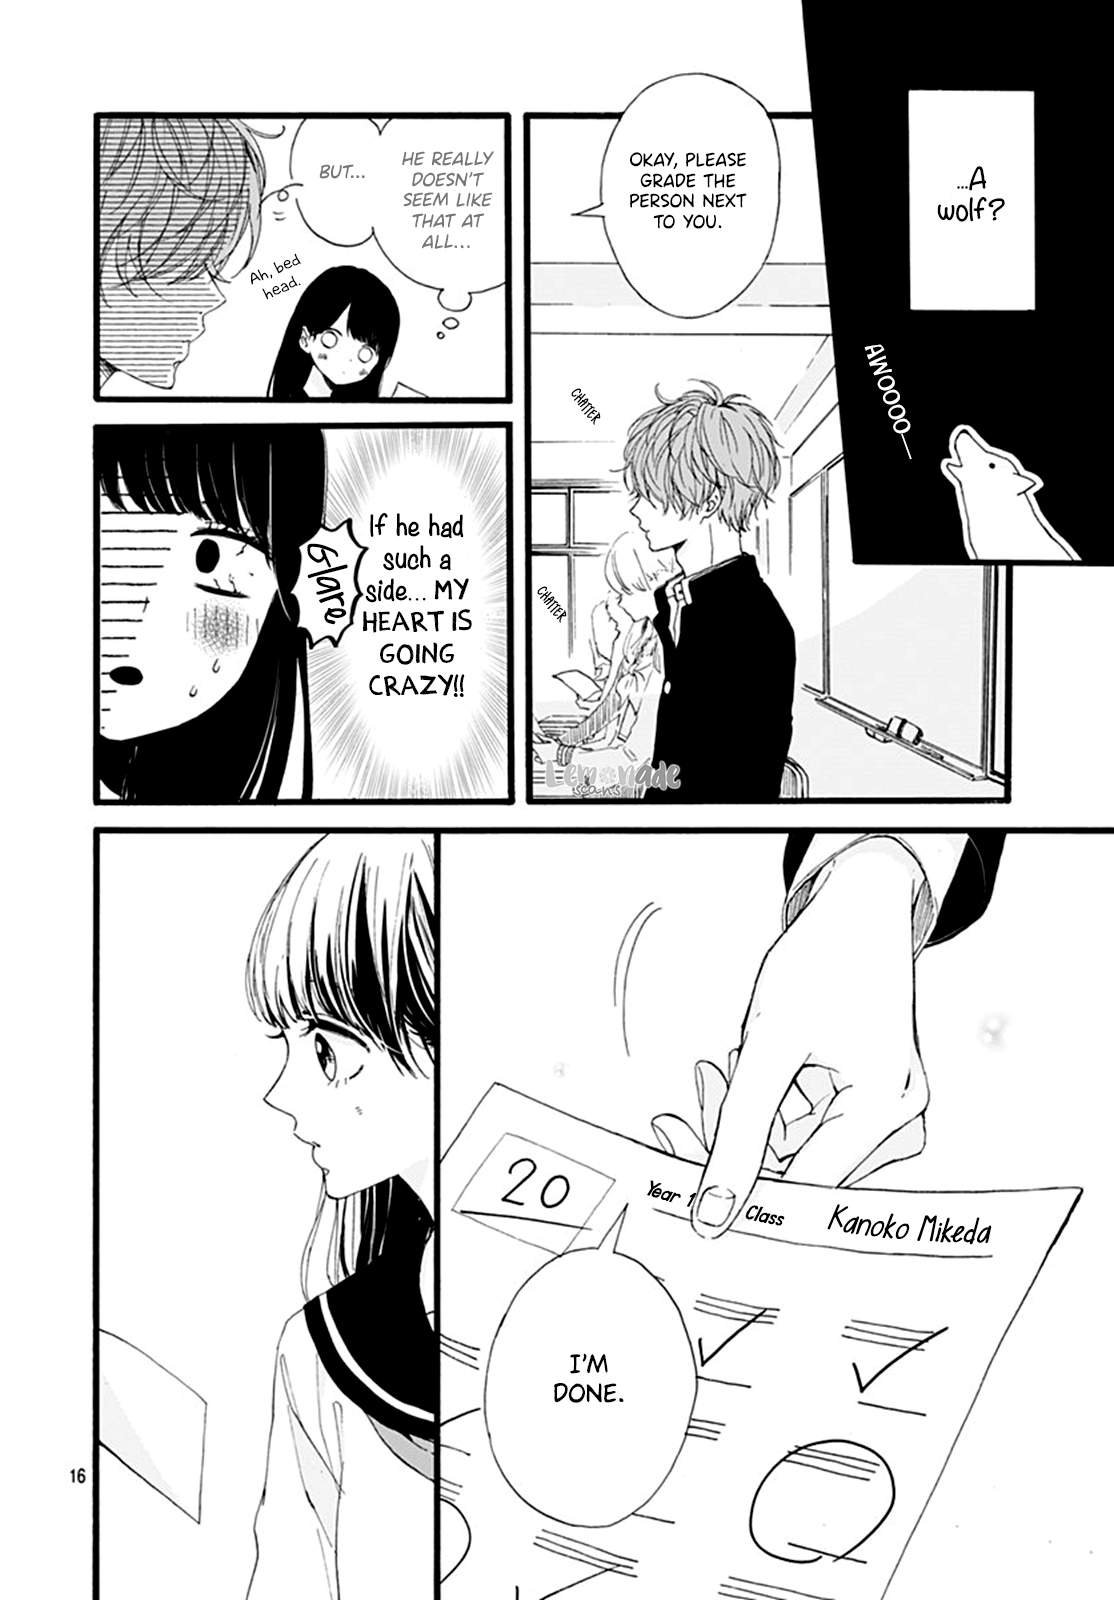 ...A
wolf?
AWOOOO—
OKAY, PLEASE
GRADE THE
PERSON NEXT
TO YOU.
CHATTER
CHATTER
HE REALLY
DOESN'T
SEEM LIKE
THAT AT
ALL...
BUT...
Ah, bed
head.
If he had
such a
side... MY
HEART IS
GOING
CRAZY!!
Glare
Lemonade
scans
20
Year 1
Class
Kanoko Mikeda
I'M
DONE.
16